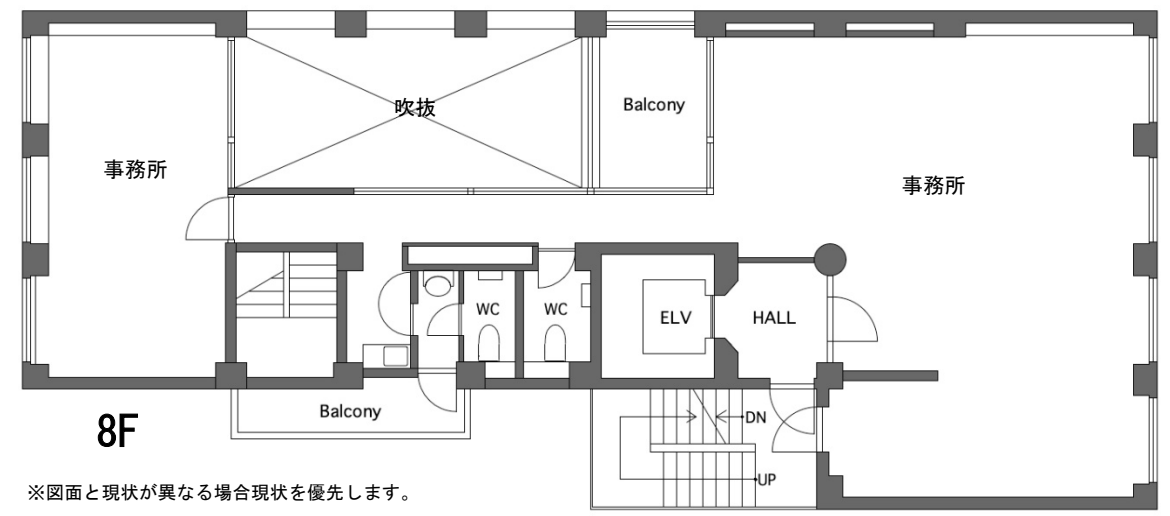 吹抜
Balcony
事務所
事務所
WC
WC
ELV
HALL
Balcony
DN
8F
UP
※図面と現状が異なる場合現状を優先します。